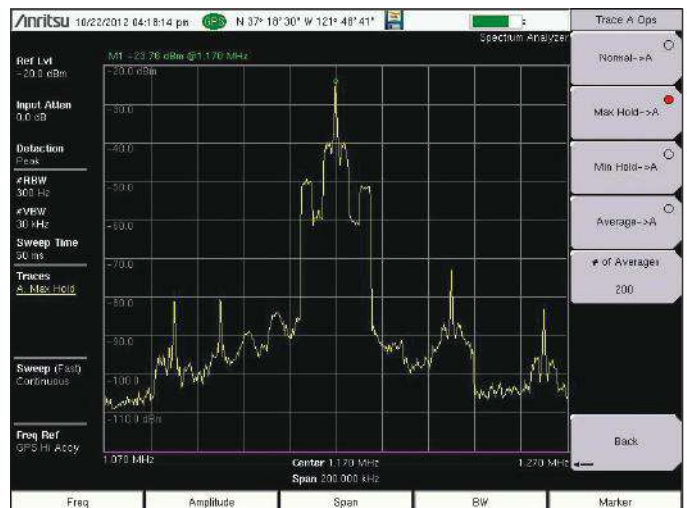 Anritsu 10/22/2012 04:18:14 pm GPS N 37° 18' 30" W 121° 48' 41"
Trace A Ops
Spectrum Analyzer
M1 -23.76 dBm @1.170 MHz
Ref Lvl
-20.0 dBm
Input Atten
0.0 dB
Detection
Peak
#RBW
300 Hz
#VBW
30 kHz
Sweep Time
50 ms
Traces
A: Max Hold
Sweep (Fast)
Continuous
Freq Ref
GPS Hi Accy
-20.0 dBm
-30.0
-40.0
-50.0
-60.0
-70.0
-80.0
-90.0
-100.0
-110.0 dBm
1.070 MHz
Center 1.170 MHz
1.270 MHz
Span 200.000 kHz
Normal->A
Max Hold->A
Min Hold->A
Average->A
# of Averages
200
Back
Freq
Amplitude
Span
BW
Marker